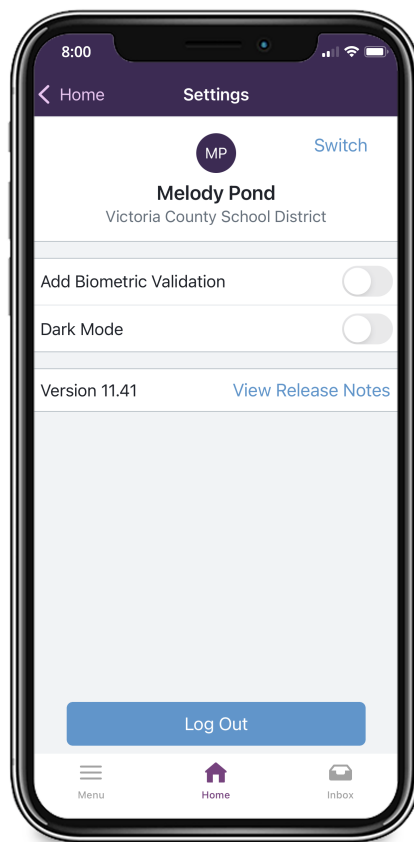 8:00
Home Settings
MP Switch
Melody Pond
Victoria County School District
Add Biometric Validation
Dark Mode
Version 11.41 View Release Notes
Log Out
Menu Home Inbox